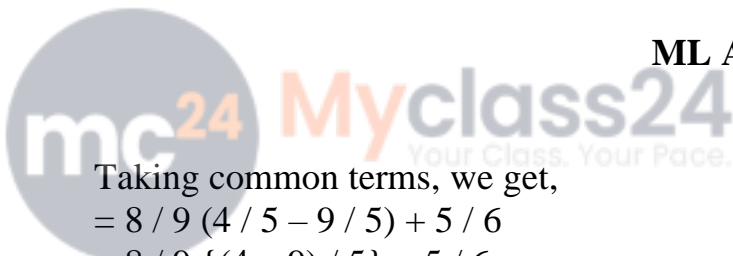 ML A
mc24 Myclass24
Your Class. Your Pace.
Taking common terms, we get,
= 8 / 9 (4 / 5 – 9 / 5) + 5 / 6